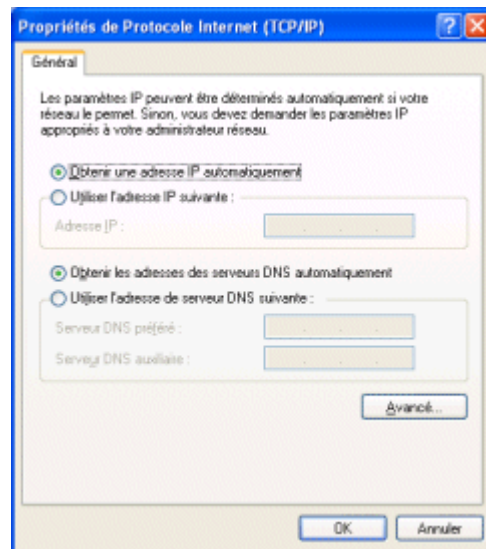 Propriétés de Protocole Internet (TCP/IP)
Général
Les paramètres IP peuvent être déterminés automatiquement si votre
réseau le permet. Sinon, vous devez demander les paramètres IP
appropriés à votre administrateur réseau.
Obtenir une adresse IP automatiquement
Utiliser l'adresse IP suivante :
Adresse IP :
Obtenir les adresses des serveurs DNS automatiquement
Utiliser l'adresse de serveur DNS suivante :
Serveur DNS préféré :
Serveur DNS auxiliaire :
Avancé...
OK Annuler